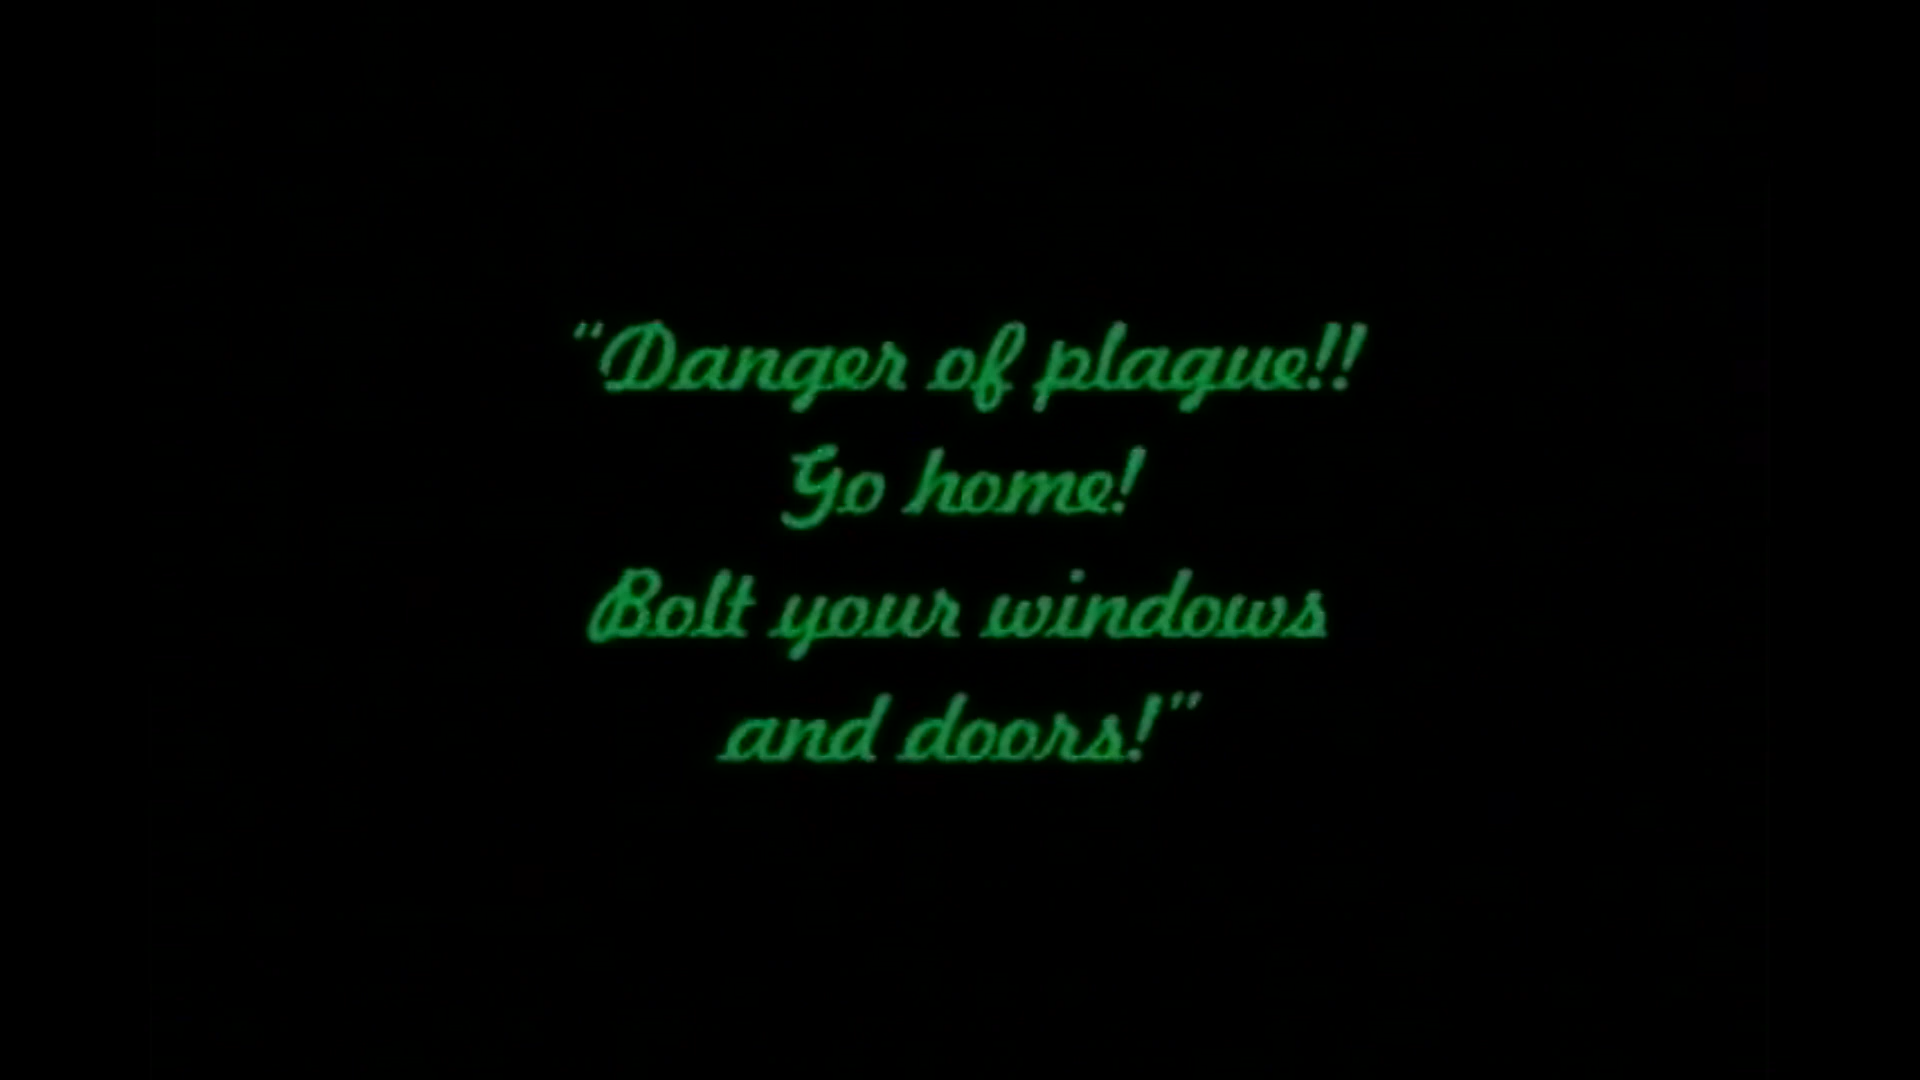 “Danger of plague!!
Go home!
Bolt your windows
and doors!”